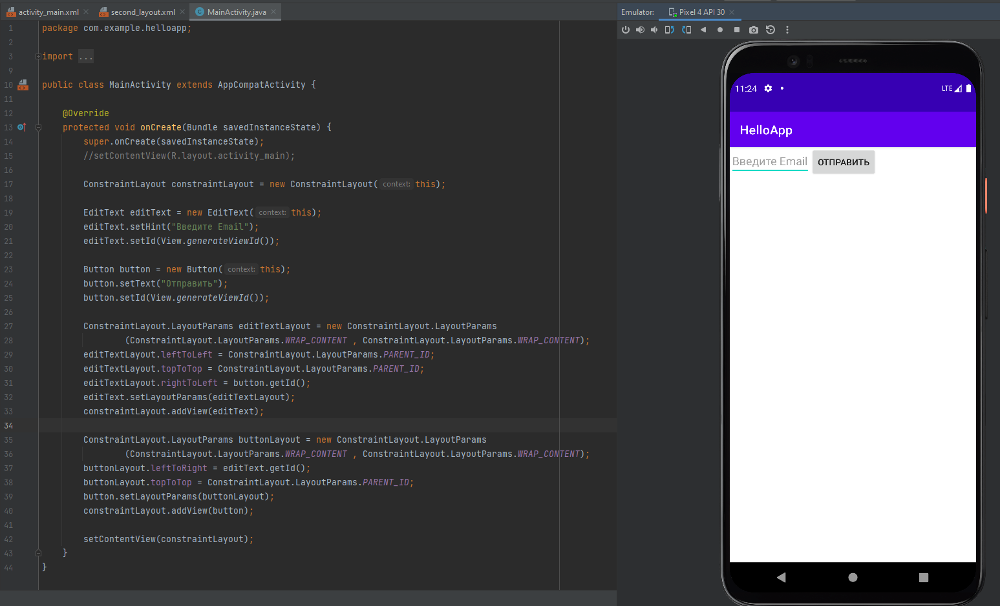 activity_main.xml second_layout.xml MainActivity.java
1 package com.example.helloapp;
2
3 import ...
9
10 public class MainActivity extends AppCompatActivity {
11
12 @Override
13 protected void onCreate(Bundle savedInstanceState) {
14 super.onCreate(savedInstanceState);
15 //setContentView(R.layout.activity_main);
16
17 ConstraintLayout constraintLayout = new ConstraintLayout( context: this);
18
19 EditText editText = new EditText( context: this);
20 editText.setHint("Введите Email");
21 editText.setId(View.generateViewId());
22
23 Button button = new Button( context: this);
24 button.setText("Отправить");
25 button.setId(View.generateViewId());
26
27 ConstraintLayout.LayoutParams editTextLayout = new ConstraintLayout.LayoutParams
28 (ConstraintLayout.LayoutParams.WRAP_CONTENT , ConstraintLayout.LayoutParams.WRAP_CONTENT);
29 editTextLayout.leftToLeft = ConstraintLayout.LayoutParams.PARENT_ID;
30 editTextLayout.topToTop = ConstraintLayout.LayoutParams.PARENT_ID;
31 editTextLayout.rightToLeft = button.getId();
32 editText.setLayoutParams(editTextLayout);
33 constraintLayout.addView(editText);
34
35 ConstraintLayout.LayoutParams buttonLayout = new ConstraintLayout.LayoutParams
36 (ConstraintLayout.LayoutParams.WRAP_CONTENT , ConstraintLayout.LayoutParams.WRAP_CONTENT);
37 buttonLayout.leftToRight = editText.getId();
38 buttonLayout.topToTop = ConstraintLayout.LayoutParams.PARENT_ID;
39 button.setLayoutParams(buttonLayout);
40 constraintLayout.addView(button);
41
42 setContentView(constraintLayout);
43 }
44 }
Emulator: Pixel 4 API 30
11:24 LTE
HelloApp
Введите Email ОТПРАВИТЬ